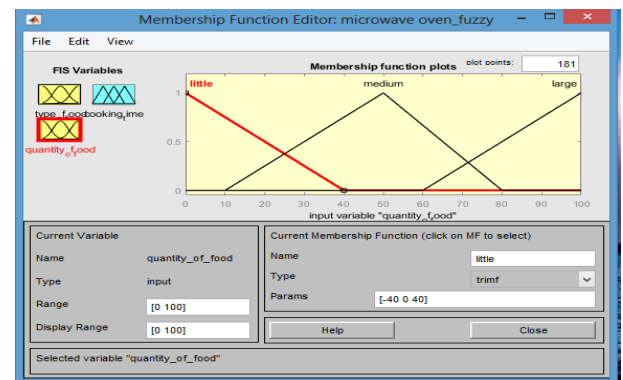 Membership Function Editor: microwave oven_fuzzy
File Edit View
FIS Variables
Membership function plots
plot points:
181
little
medium
large
type_food
cooking_time
quantity_of_food
1
0.5
0
0 10 20 30 40 50 60 70 80 90 100
input variable "quantity_food"
Current Variable
Name quantity_of_food
Type input
Range [0 100]
Display Range [0 100]
Current Membership Function (click on MF to select)
Name little
Type trimf
Params [-40 0 40]
Help Close
Selected variable "quantity_of_food"